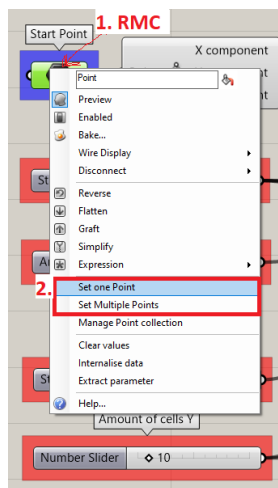 1. RMC
Start Point
X component
Point
Preview
Enabled
Bake...
Wire Display
Disconnect
St
Reverse
Flatten
Graft
Simplify
Expression
2.
Set one Point
Set Multiple Points
Manage Point collection
Clear values
Internalise data
St
Extract parameter
Help...
Amount of cells Y
Number Slider
10